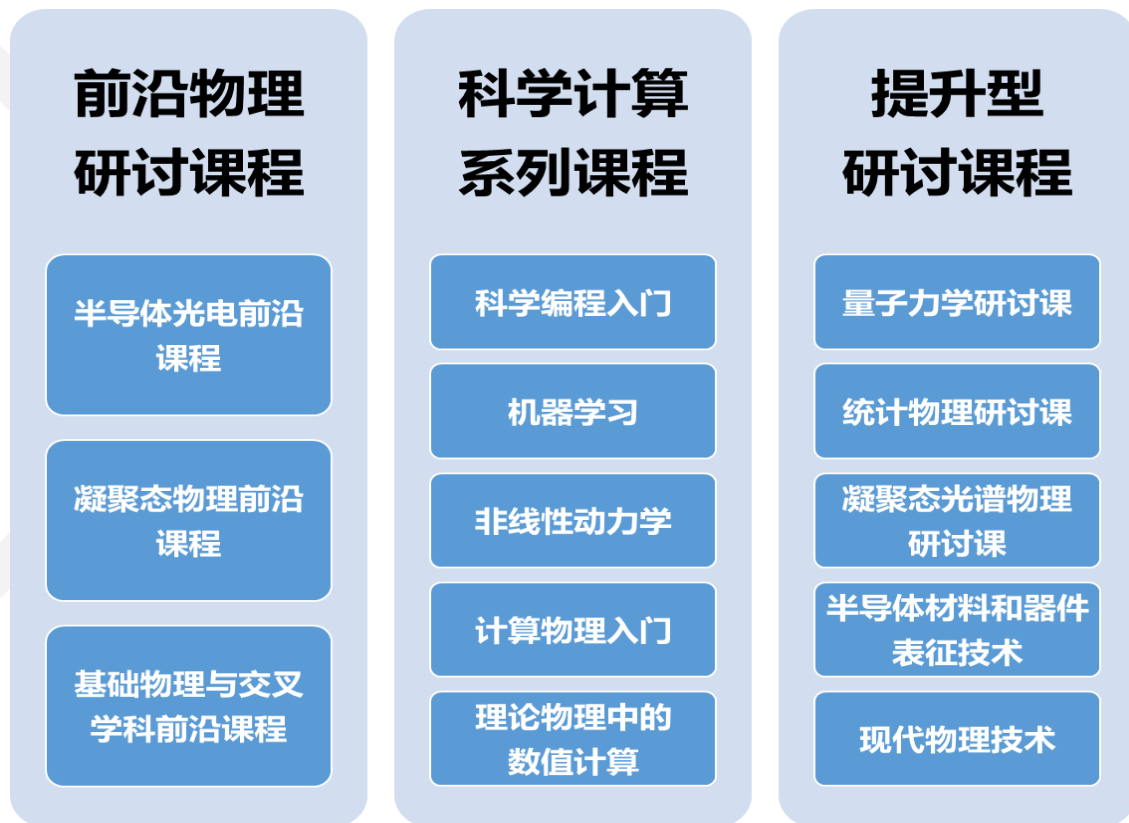 前沿物理
研讨课程
半导体光电前沿
课程
凝聚态物理前沿
课程
基础物理与交叉
学科前沿课程
科学计算
系列课程
科学编程入门
机器学习
非线性动力学
计算物理入门
理论物理中的
数值计算
提升型
研讨课程
量子力学研讨课
统计物理研讨课
凝聚态光谱物理
研讨课
半导体材料和器件
表征技术
现代物理技术